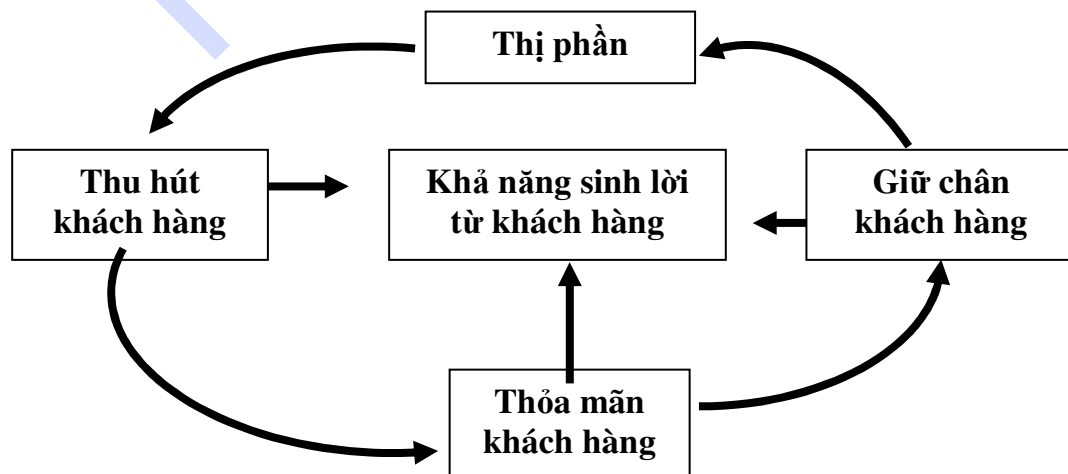 Thị phần
Thu hút
khách hàng
Khả năng sinh lời
từ khách hàng
Giữ chân
khách hàng
Thỏa mãn
khách hàng